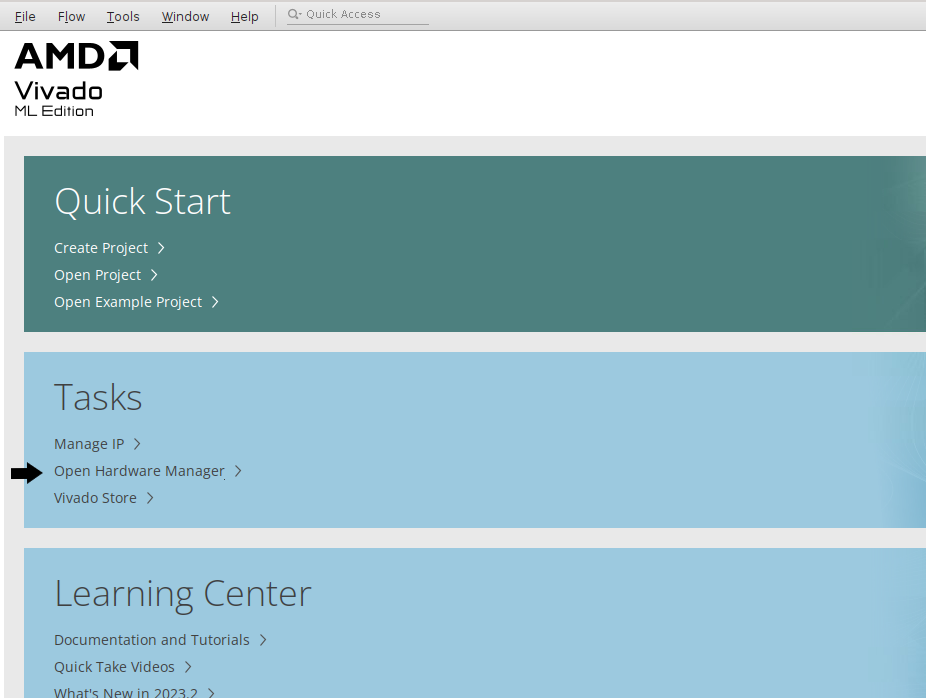 File Flow Tools Window Help Quick Access
AMD
Vivado
ML Edition
Quick Start
Create Project
Open Project
Open Example Project
Tasks
Manage IP
Open Hardware Manager
Vivado Store
Learning Center
Documentation and Tutorials
Quick Take Videos
What's New in 2023.2